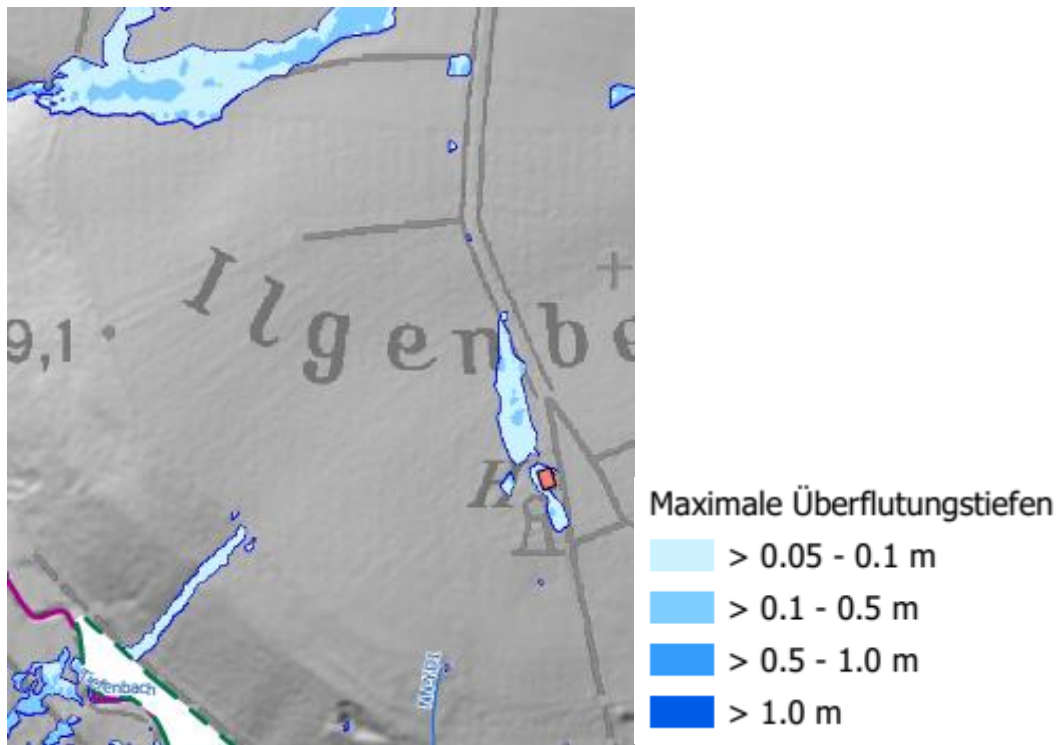 Ilgenbe
9,1
K
A
Tiefenbach
Maximale Überflutungstiefen
> 0.05 - 0.1 m
> 0.1 - 0.5 m
> 0.5 - 1.0 m
> 1.0 m